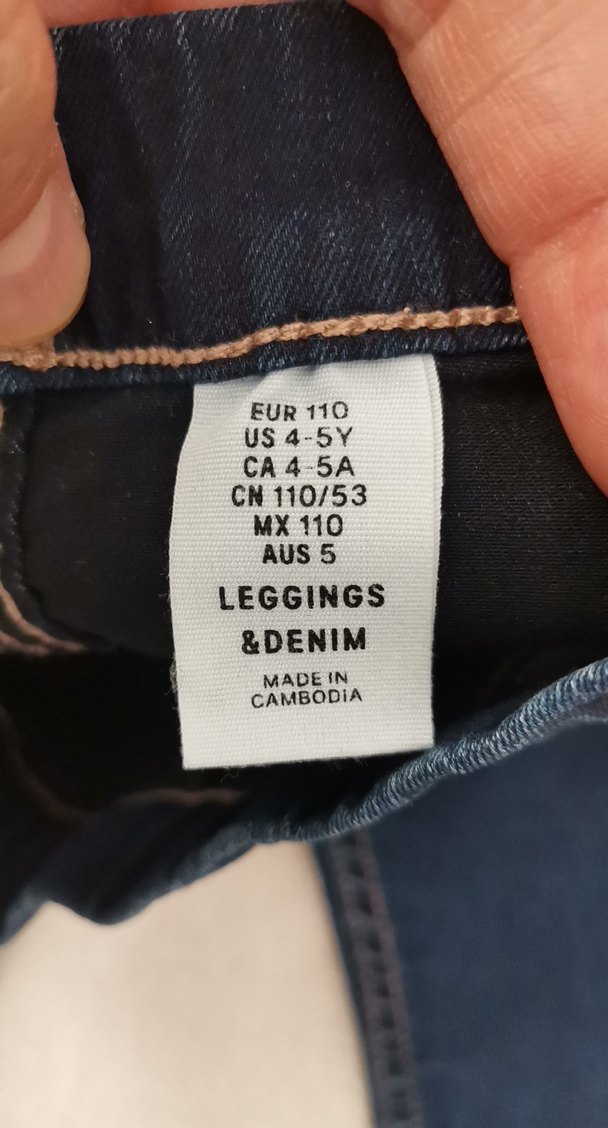 EUR 110
US 4-5Y
CA 4-5A
CN 110/53
MX 110
AUS 5
LEGGINGS
&DENIM
MADE IN
CAMBODIA